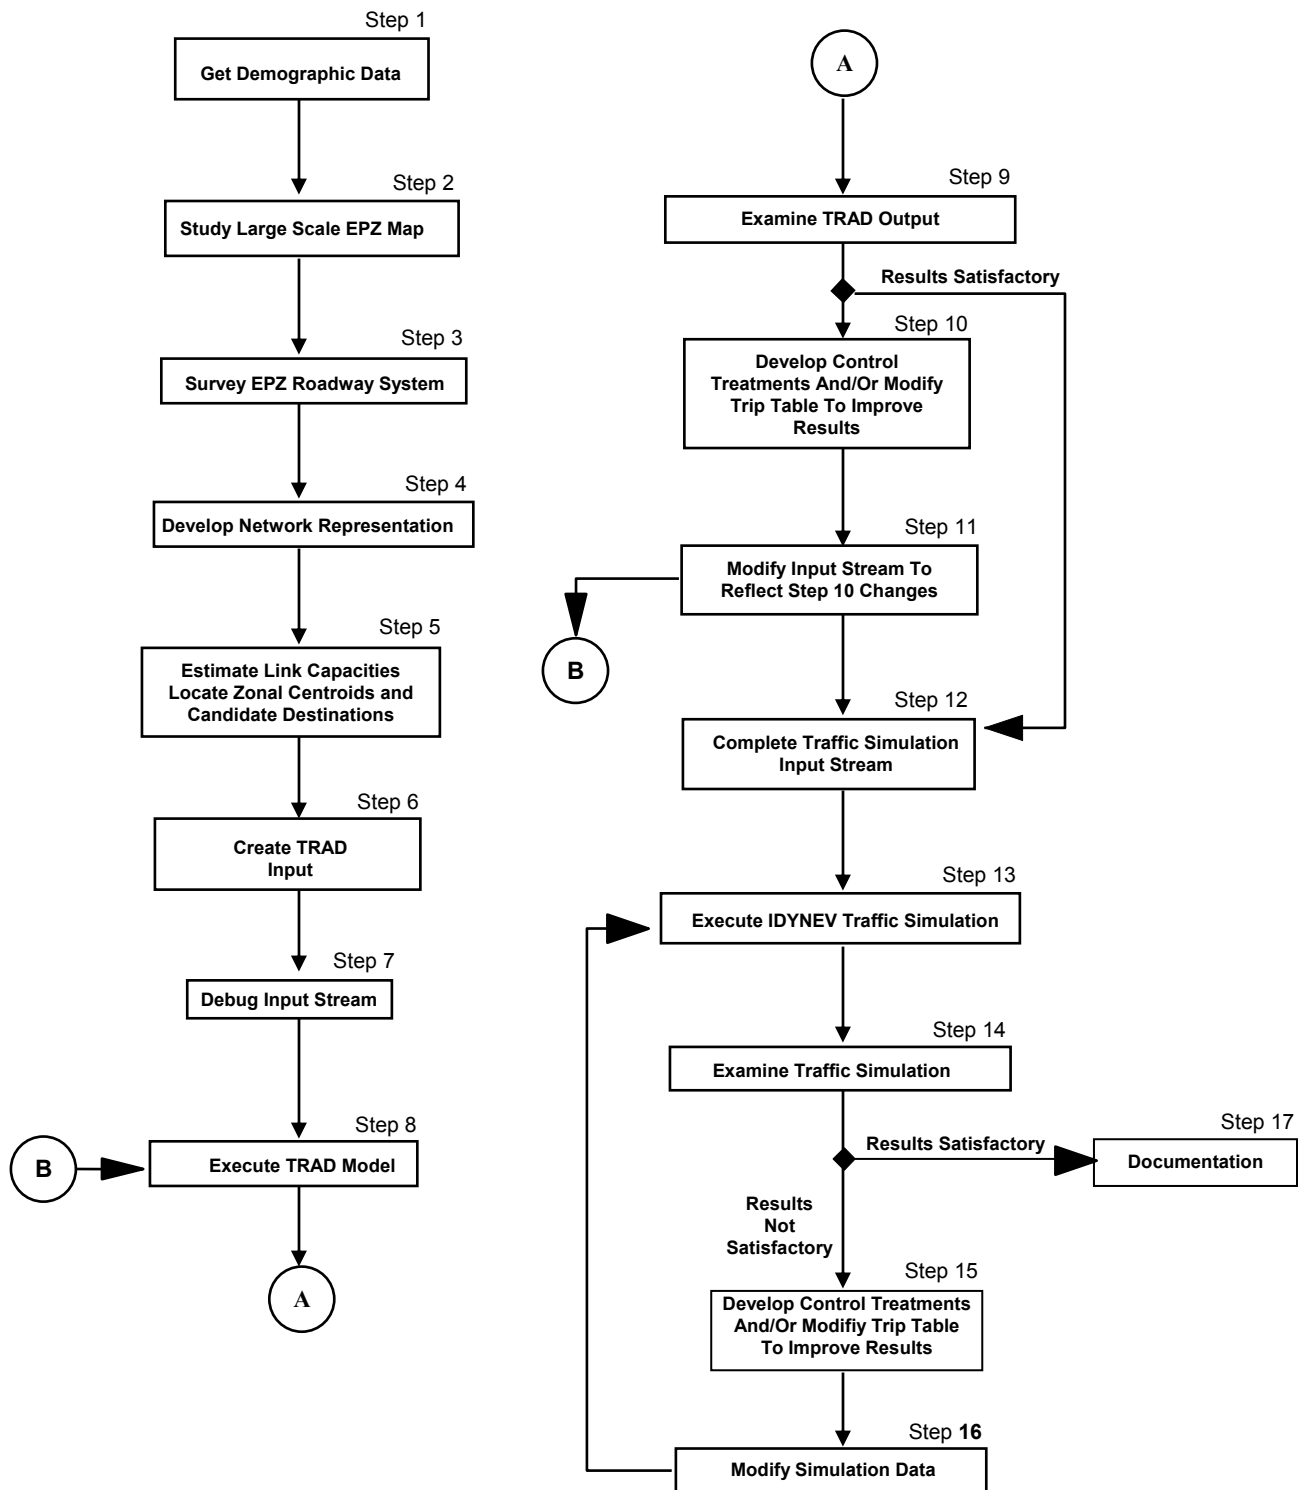 Step 1
Get Demographic Data
Step 2
Study Large Scale EPZ Map
Step 3
Survey EPZ Roadway System
Step 4
Develop Network Representation
Step 5
Estimate Link Capacities
Locate Zonal Centroids and
Candidate Destinations
Step 6
Create TRAD
Input
Step 7
Debug Input Stream
Step 8
B
Execute TRAD Model
A
A
Step 9
Examine TRAD Output
Results Satisfactory
Step 10
Develop Control
Treatments And/Or Modify
Trip Table To Improve
Results
Step 11
Modify Input Stream To
Reflect Step 10 Changes
B
Step 12
Complete Traffic Simulation
Input Stream
Step 13
Execute IDYNEV Traffic Simulation
Step 14
Examine Traffic Simulation
Results Satisfactory
Step 17
Documentation
Results
Not
Satisfactory
Step 15
Develop Control Treatments
And/Or Modifiy Trip Table
To Improve Results
Step 16
Modify Simulation Data